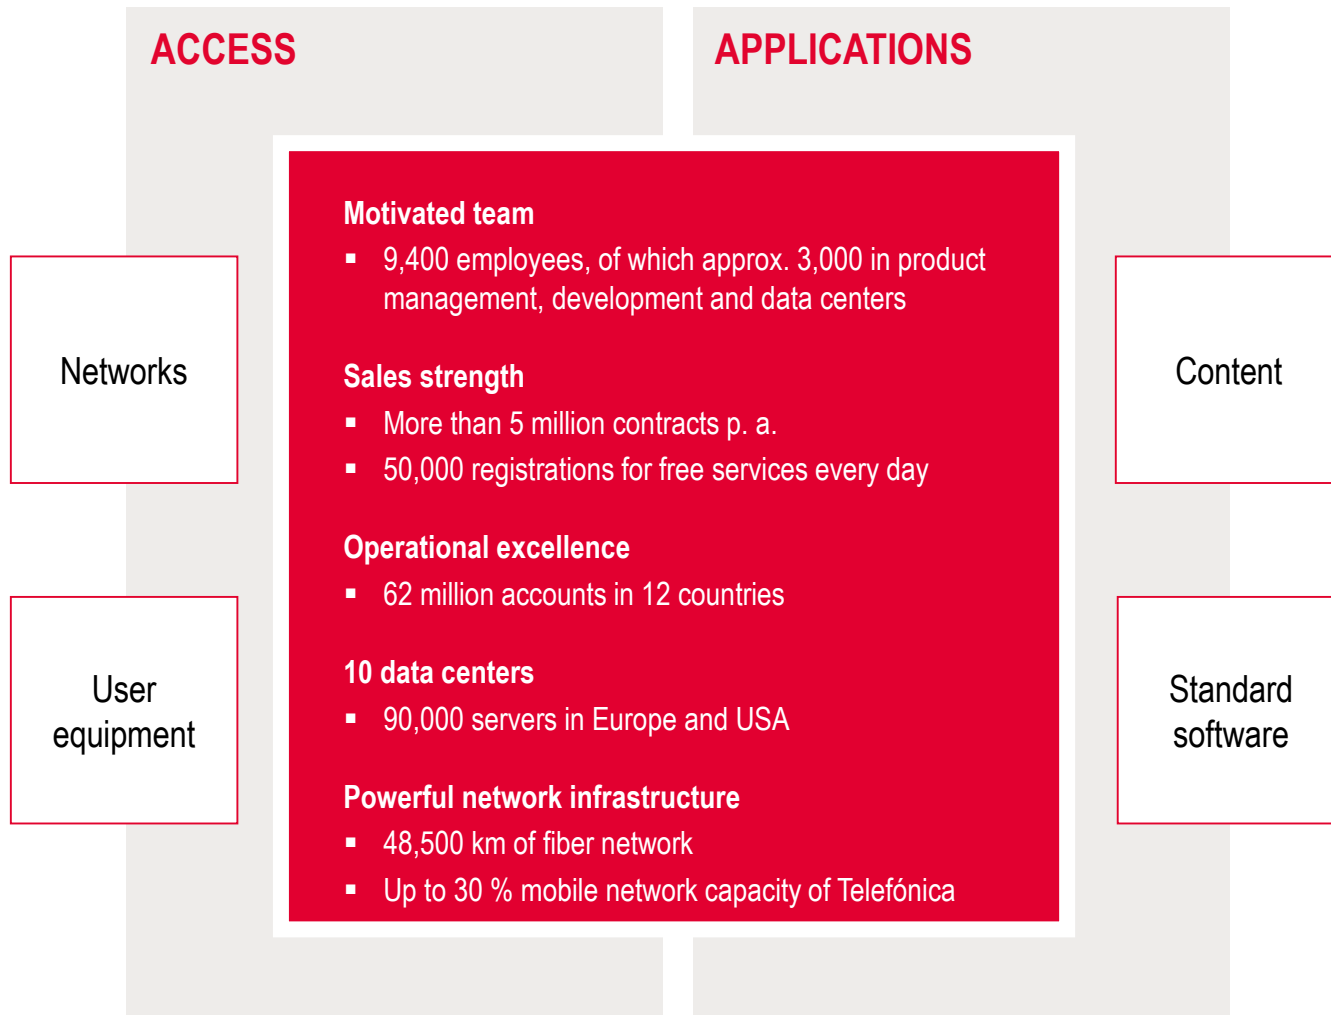 ACCESS
APPLICATIONS
Motivated team
▪ 9,400 employees, of which approx. 3,000 in product
management, development and data centers
Sales strength
▪ More than 5 million contracts p. a.
▪ 50,000 registrations for free services every day
Operational excellence
▪ 62 million accounts in 12 countries
10 data centers
▪ 90,000 servers in Europe and USA
Powerful network infrastructure
▪ 48,500 km of fiber network
▪ Up to 30 % mobile network capacity of Telefónica
Networks
User
equipment
Content
Standard
software